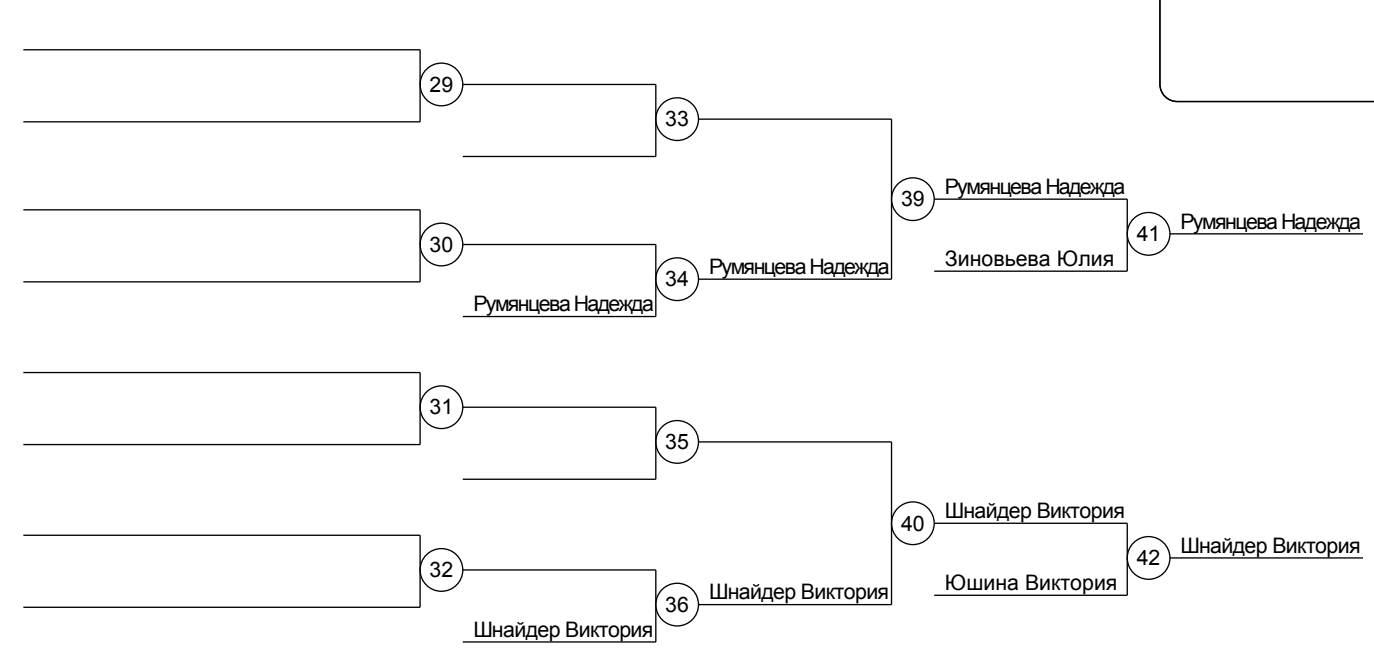 29
33
Румянцева Надежда
39
Румянцева Надежда
41
30
Зиновьева Юлия
Румянцева Надежда
34
Румянцева Надежда
31
35
Шнайдер Виктория
40
Шнайдер Виктория
42
32
Юшина Виктория
Шнайдер Виктория
36
Шнайдер Виктория